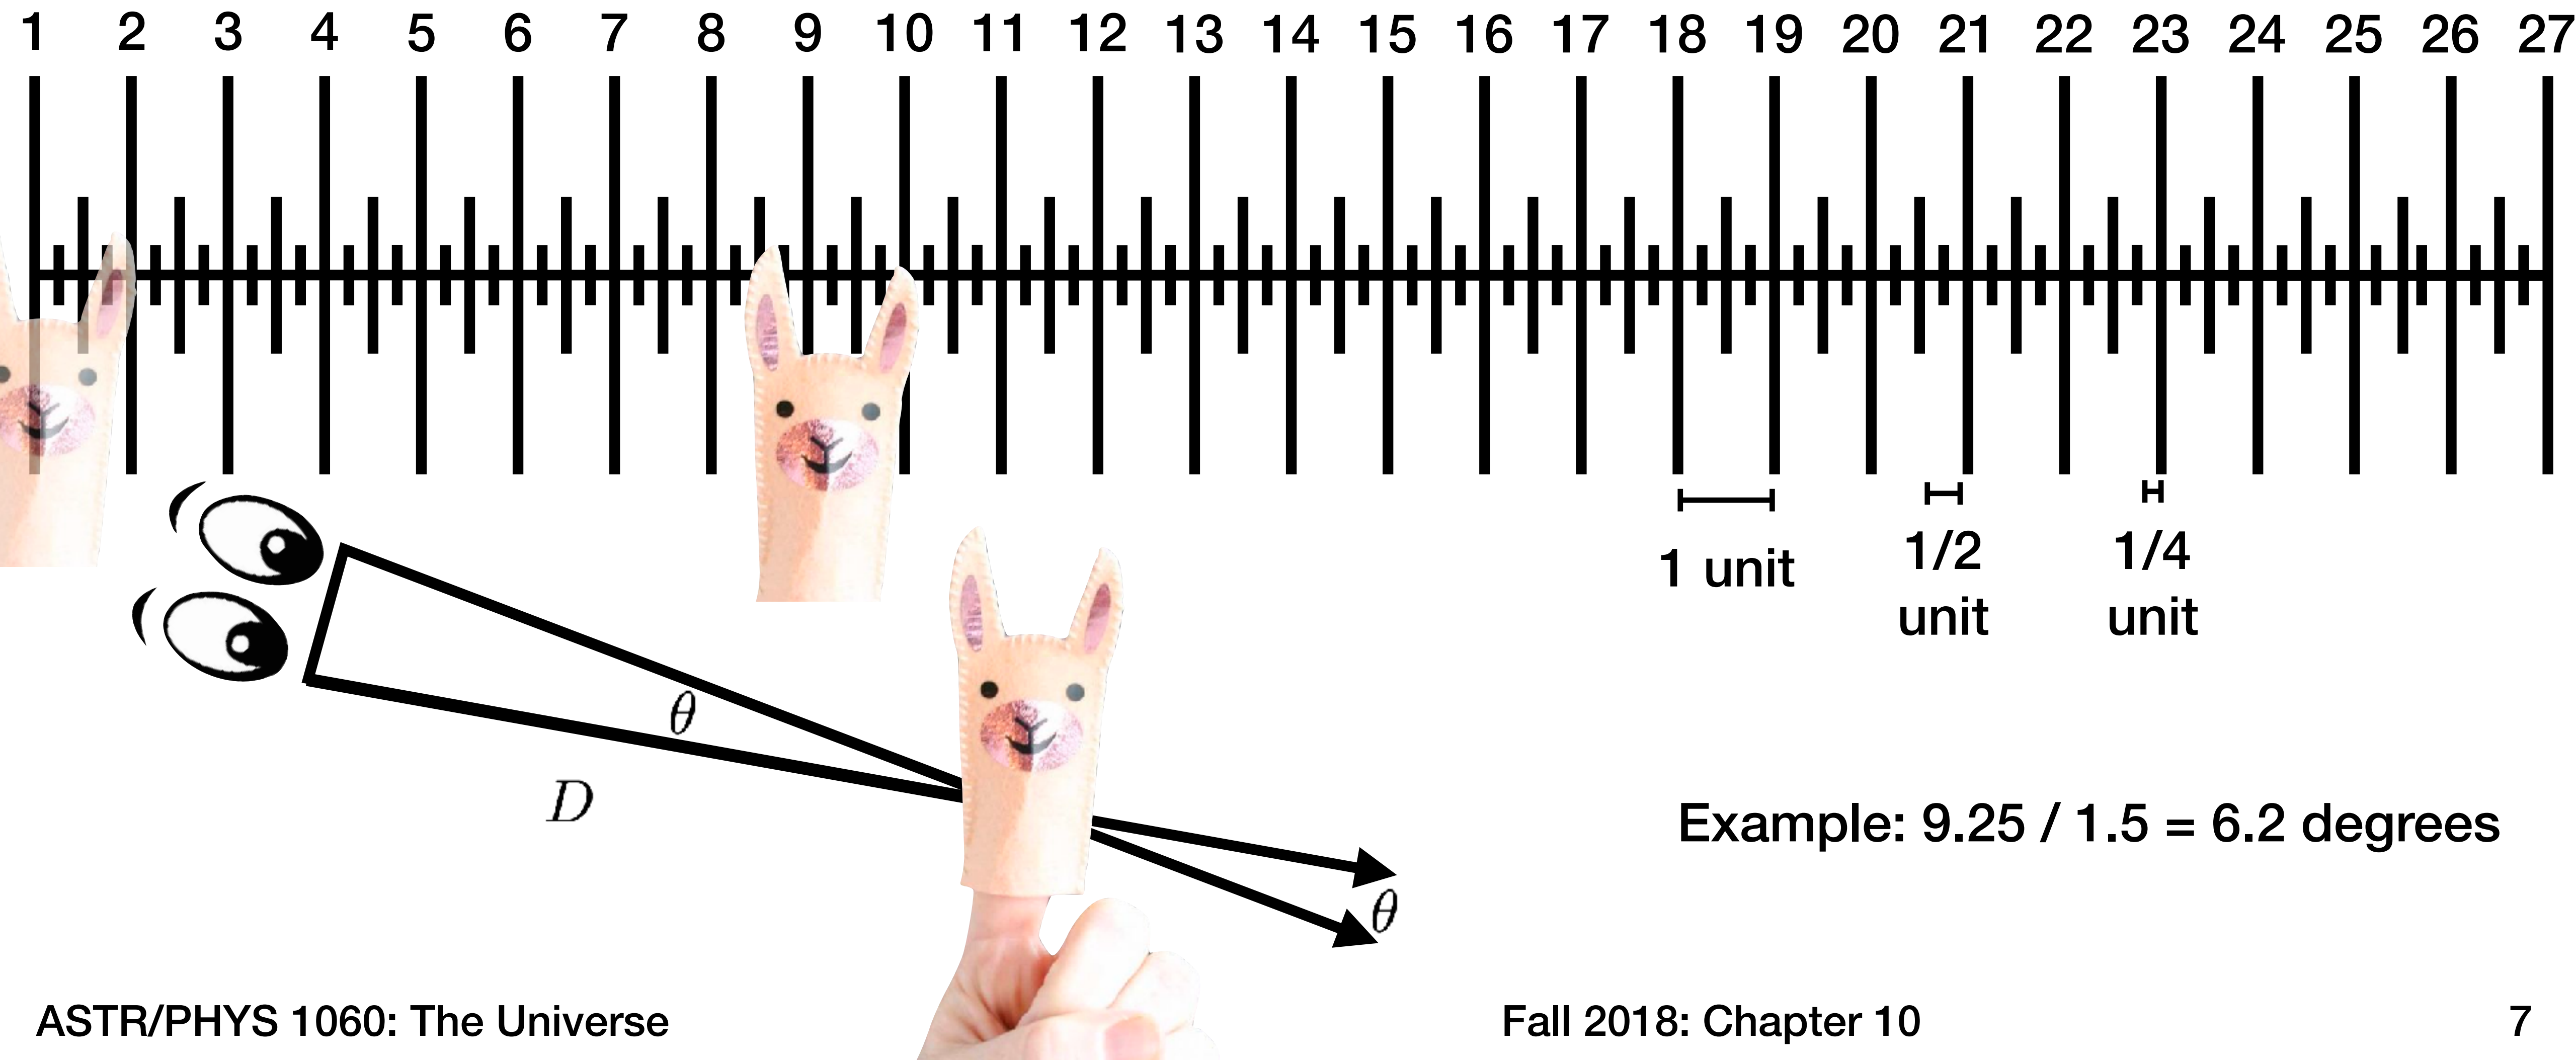 1 2 3 4 5 6 7 8 9 10 11 12 13 14 15 16 17 18 19 20 21 22 23 24 25 26 27
1 unit
1/2
unit
1/4
unit
θ
D
Example: 9.25 / 1.5 = 6.2 degrees
θ
ASTR/PHYS 1060: The Universe
Fall 2018: Chapter 10
7